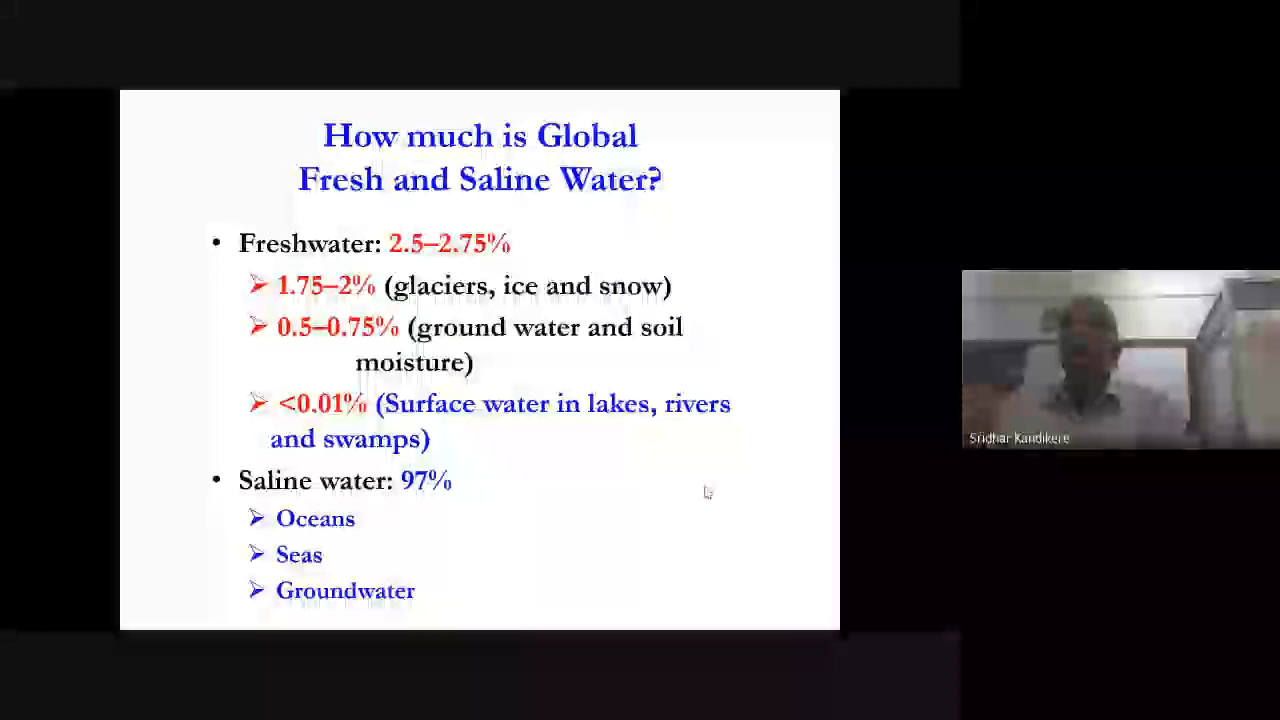 How much is Global
Fresh and Saline Water?
• Freshwater: 2.5–2.75%
➢ 1.75–2% (glaciers, ice and snow)
➢ 0.5–0.75% (ground water and soil
moisture)
➢ <0.01% (Surface water in lakes, rivers
and swamps)
• Saline water: 97%
➢ Oceans
➢ Seas
➢ Groundwater
Sridhar Kandikere